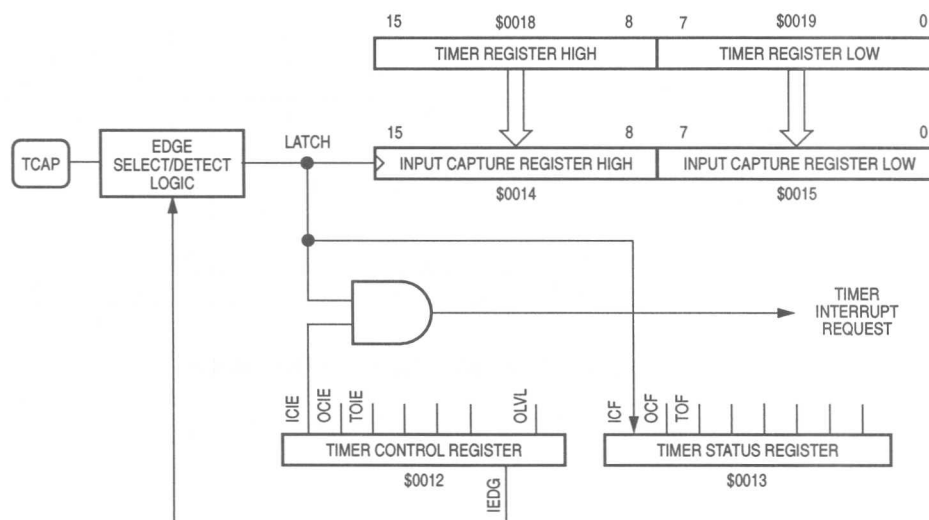 15 $0018 8 7 $0019 0
TIMER REGISTER HIGH TIMER REGISTER LOW
15 8 7 0
TCAP
EDGE
SELECT/DETECT
LOGIC
LATCH
INPUT CAPTURE REGISTER HIGH INPUT CAPTURE REGISTER LOW
$0014 $0015
TIMER
INTERRUPT
REQUEST
ICIE OCIE TOIE OLVL ICF OCF TOF
TIMER CONTROL REGISTER TIMER STATUS REGISTER
$0012 IEDG $0013